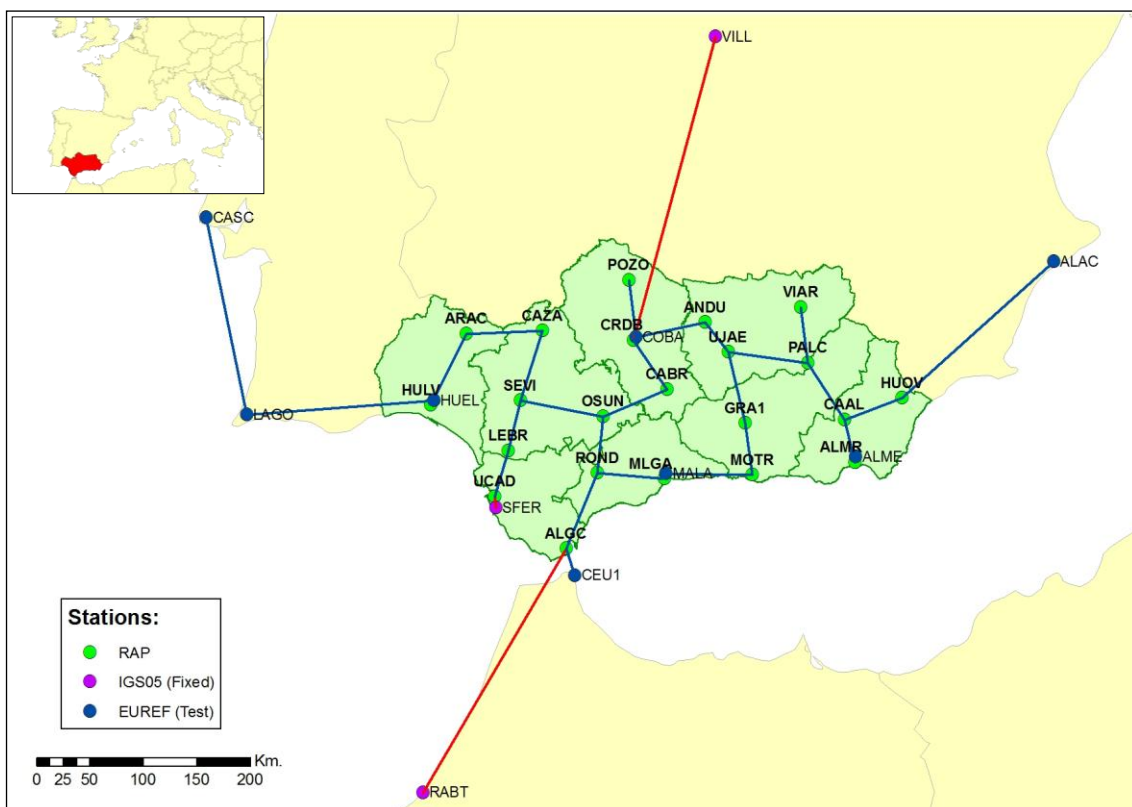 VILL
CASC
ALAC
POZO
VIAR
ANDU
ARAC
CAZA
CRDB
COBA
UJAE
PALC
CABR
HULV
HUEL
SEVI
HUOV
LAGO
OSUN
GRA1
CAAL
LEBR
ALMR
ALME
ROND
MLGA
MALA
MOTR
UCAD
SFER
ALGC
CEU1
Stations:
RAP
IGS05 (Fixed)
EUREF (Test)
Km.
0 25 50 100 150 200
RABT